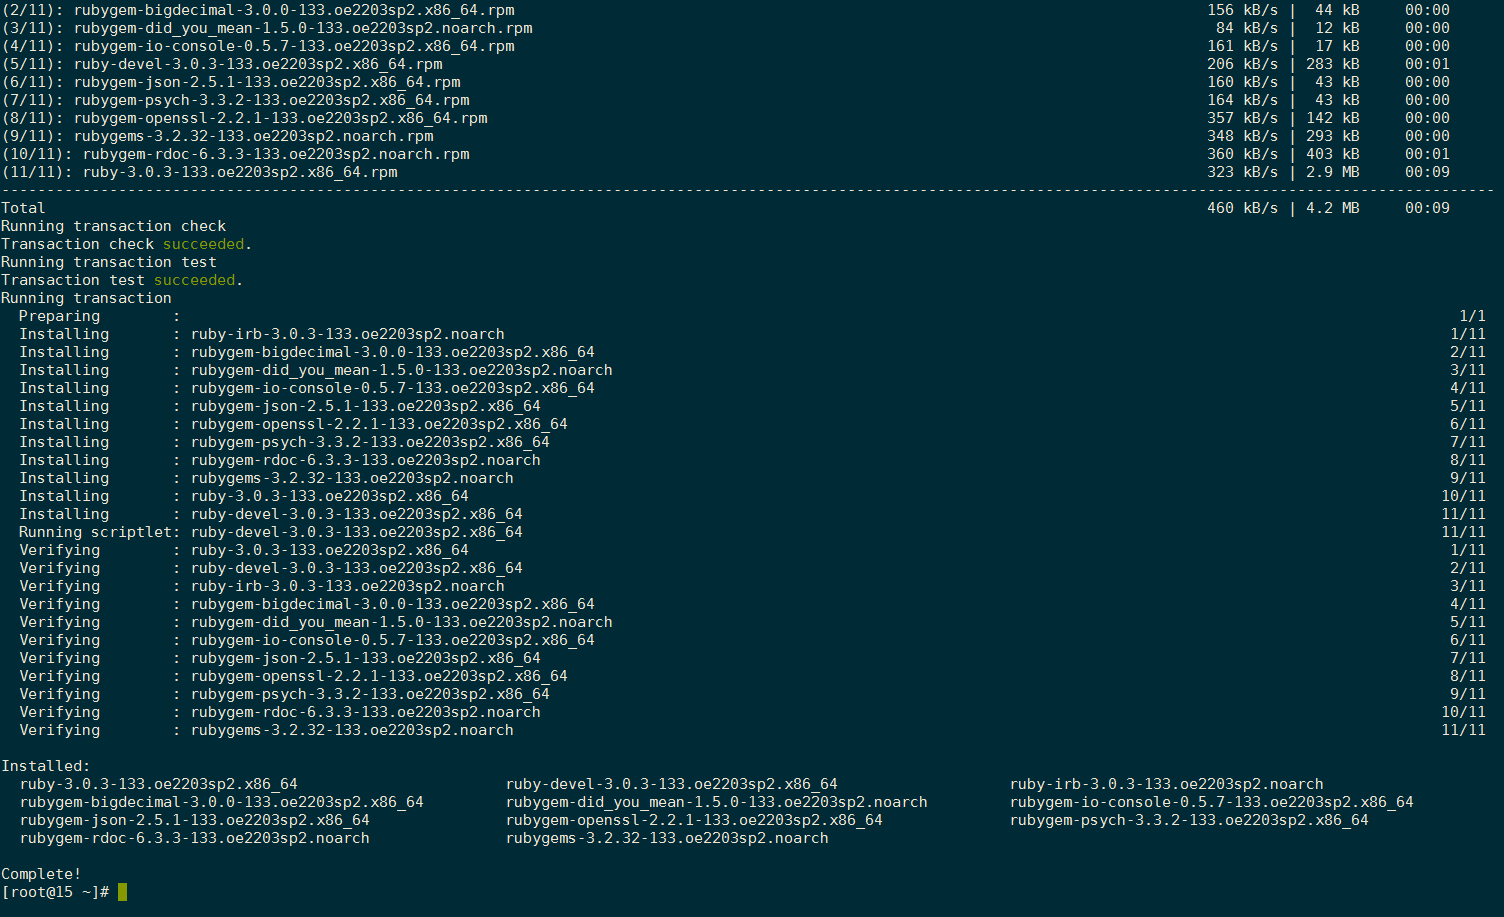 (2/11): rubygem-bigdecimal-3.0.0-133.oe2203sp2.x86_64.rpm 156 kB/s | 44 kB 00:00
(3/11): rubygem-did_you_mean-1.5.0-133.oe2203sp2.noarch.rpm 84 kB/s | 12 kB 00:00
(4/11): rubygem-io-console-0.5.7-133.oe2203sp2.x86_64.rpm 161 kB/s | 17 kB 00:00
(5/11): ruby-devel-3.0.3-133.oe2203sp2.x86_64.rpm 206 kB/s | 283 kB 00:01
(6/11): rubygem-json-2.5.1-133.oe2203sp2.x86_64.rpm 160 kB/s | 43 kB 00:00
(7/11): rubygem-psych-3.3.2-133.oe2203sp2.x86_64.rpm 164 kB/s | 43 kB 00:00
(8/11): rubygem-openssl-2.2.1-133.oe2203sp2.x86_64.rpm 357 kB/s | 142 kB 00:00
(9/11): rubygems-3.2.32-133.oe2203sp2.noarch.rpm 348 kB/s | 293 kB 00:00
(10/11): rubygem-rdoc-6.3.3-133.oe2203sp2.noarch.rpm 360 kB/s | 403 kB 00:01
(11/11): ruby-3.0.3-133.oe2203sp2.x86_64.rpm 323 kB/s | 2.9 MB 00:09
--------------------------------------------------------------------------------
Total 460 kB/s | 4.2 MB 00:09
Running transaction check
Transaction check succeeded.
Running transaction test
Transaction test succeeded.
Running transaction
Preparing : 1/1
Installing : ruby-irb-3.0.3-133.oe2203sp2.noarch 1/11
Installing : rubygem-bigdecimal-3.0.0-133.oe2203sp2.x86_64 2/11
Installing : rubygem-did_you_mean-1.5.0-133.oe2203sp2.noarch 3/11
Installing : rubygem-io-console-0.5.7-133.oe2203sp2.x86_64 4/11
Installing : rubygem-json-2.5.1-133.oe2203sp2.x86_64 5/11
Installing : rubygem-openssl-2.2.1-133.oe2203sp2.x86_64 6/11
Installing : rubygem-psych-3.3.2-133.oe2203sp2.x86_64 7/11
Installing : rubygem-rdoc-6.3.3-133.oe2203sp2.noarch 8/11
Installing : rubygems-3.2.32-133.oe2203sp2.noarch 9/11
Installing : ruby-3.0.3-133.oe2203sp2.x86_64 10/11
Installing : ruby-devel-3.0.3-133.oe2203sp2.x86_64 11/11
Running scriptlet: ruby-devel-3.0.3-133.oe2203sp2.x86_64 11/11
Verifying : ruby-3.0.3-133.oe2203sp2.x86_64 1/11
Verifying : ruby-devel-3.0.3-133.oe2203sp2.x86_64 2/11
Verifying : ruby-irb-3.0.3-133.oe2203sp2.noarch 3/11
Verifying : rubygem-bigdecimal-3.0.0-133.oe2203sp2.x86_64 4/11
Verifying : rubygem-did_you_mean-1.5.0-133.oe2203sp2.noarch 5/11
Verifying : rubygem-io-console-0.5.7-133.oe2203sp2.x86_64 6/11
Verifying : rubygem-json-2.5.1-133.oe2203sp2.x86_64 7/11
Verifying : rubygem-openssl-2.2.1-133.oe2203sp2.x86_64 8/11
Verifying : rubygem-psych-3.3.2-133.oe2203sp2.x86_64 9/11
Verifying : rubygem-rdoc-6.3.3-133.oe2203sp2.noarch 10/11
Verifying : rubygems-3.2.32-133.oe2203sp2.noarch 11/11
Installed:
ruby-3.0.3-133.oe2203sp2.x86_64 ruby-devel-3.0.3-133.oe2203sp2.x86_64 ruby-irb-3.0.3-133.oe2203sp2.noarch
rubygem-bigdecimal-3.0.0-133.oe2203sp2.x86_64 rubygem-did_you_mean-1.5.0-133.oe2203sp2.noarch rubygem-io-console-0.5.7-133.oe2203sp2.x86_64
rubygem-json-2.5.1-133.oe2203sp2.x86_64 rubygem-openssl-2.2.1-133.oe2203sp2.x86_64 rubygem-psych-3.3.2-133.oe2203sp2.x86_64
rubygem-rdoc-6.3.3-133.oe2203sp2.noarch rubygems-3.2.32-133.oe2203sp2.noarch
Complete!
[root@15 ~]#